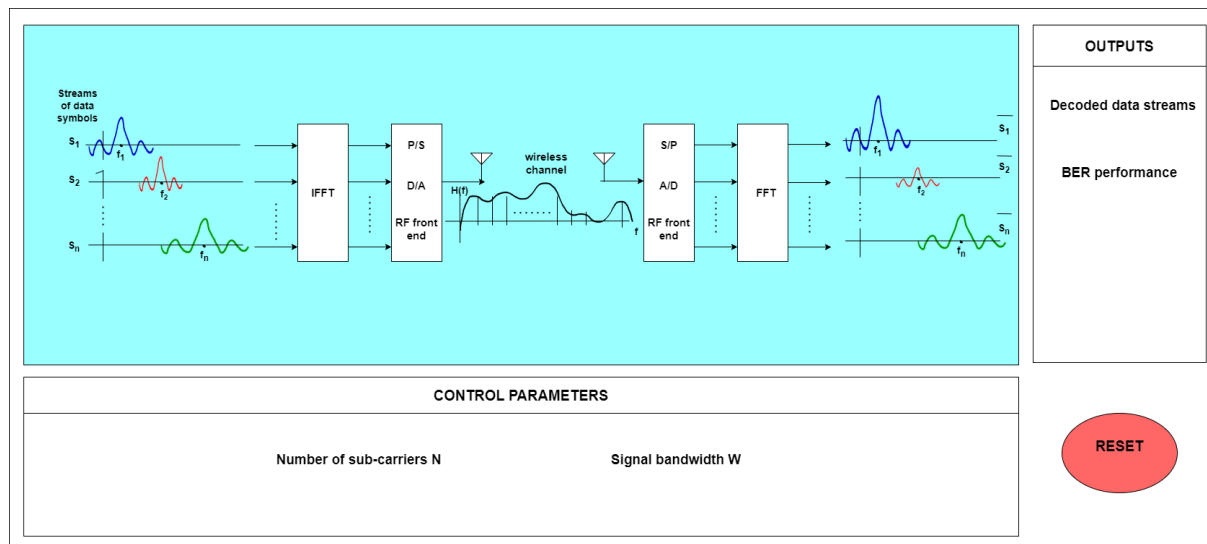 Streams
of data
symbols
S1
S2
Sn
f1
f2
fn
IFFT
P/S
D/A
RF front
end
H(f)
wireless
channel
f
S/P
A/D
RF front
end
FFT
f1
f2
fn
S1
S2
Sn
OUTPUTS
Decoded data streams
BER performance
CONTROL PARAMETERS
Number of sub-carriers N
Signal bandwidth W
RESET